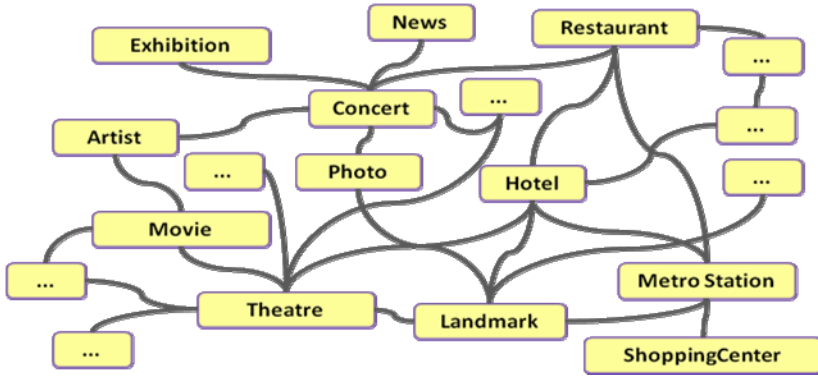 News
Restaurant
Exhibition
...
Concert
...
...
Artist
Photo
...
Hotel
...
Movie
...
Metro Station
Theatre
Landmark
...
ShoppingCenter